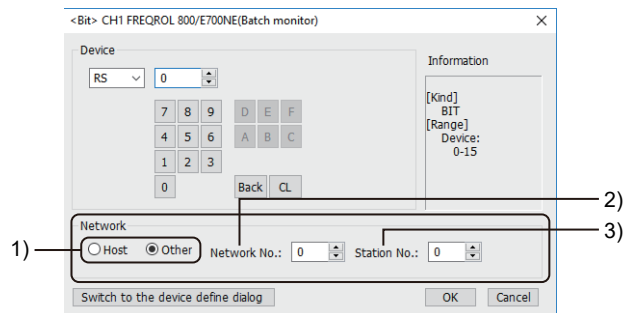 <Bit> CH1 FREQROL 800/E700NE(Batch monitor)
Device
RS 0
7 8 9 D E F
4 5 6 A B C
1 2 3
0 Back CL
Information
[Kind]
BIT
[Range]
Device:
0-15
2)
3)
Network
1) Host Other Network No.: 0 Station No.: 0
Switch to the device define dialog OK Cancel